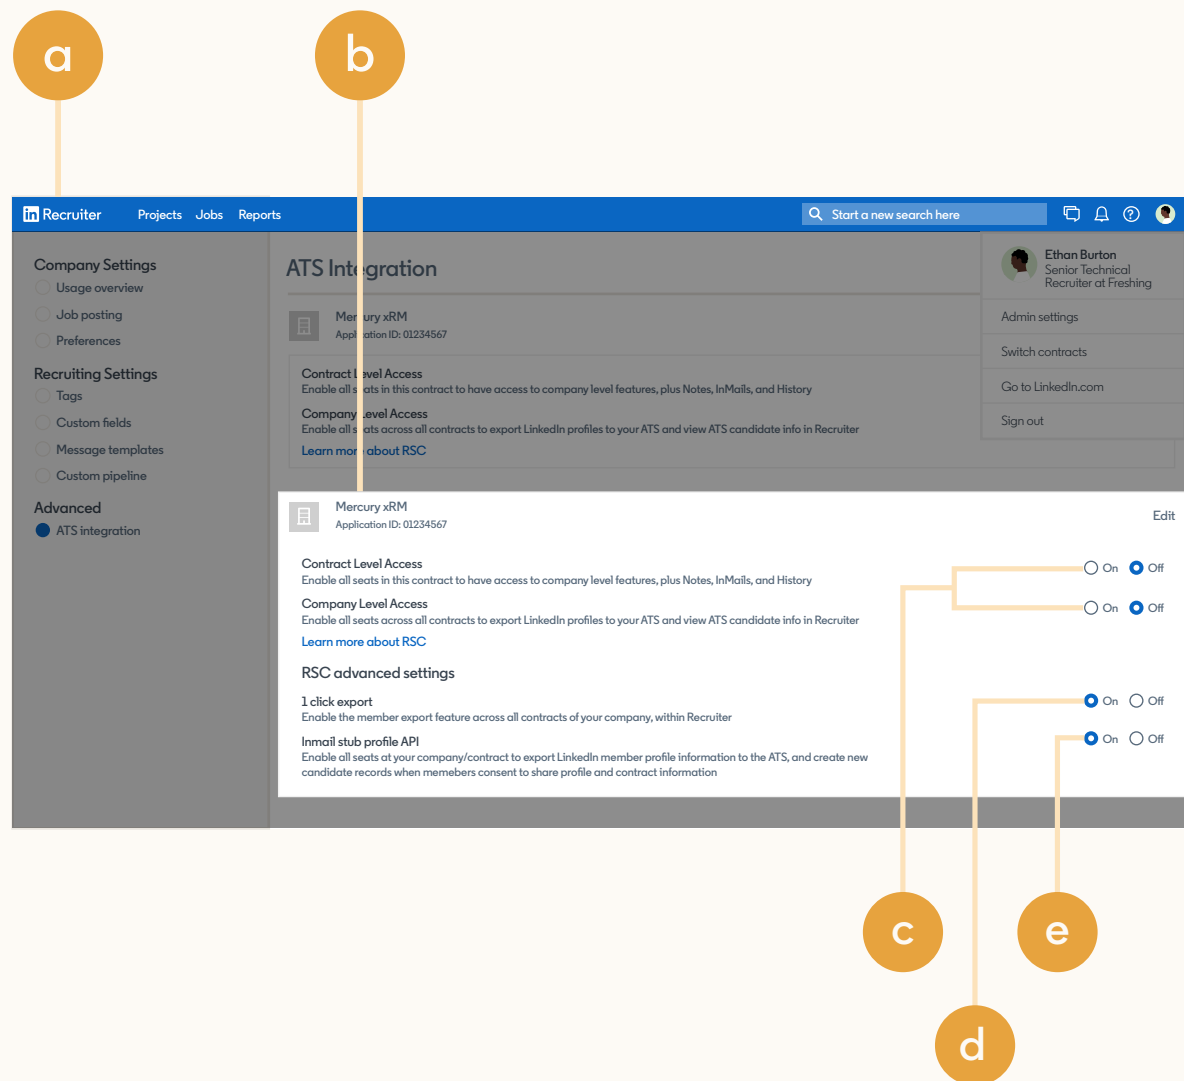 a
b
in Recruiter
Projects
Jobs
Reports
Start a new search here
Company Settings
Usage overview
Job posting
Preferences
Recruiting Settings
Tags
Custom fields
Message templates
Custom pipeline
Advanced
ATS integration
ATS Integration
Mercury xRM
Application ID: 01234567
Contract Level Access
Enable all seats in this contract to have access to company level features, plus Notes, InMails, and History
Company Level Access
Enable all seats across all contracts to export LinkedIn profiles to your ATS and view ATS candidate info in Recruiter
Learn more about RSC
Ethan Burton
Senior Technical
Recruiter at Freshing
Admin settings
Switch contracts
Go to LinkedIn.com
Sign out
Mercury xRM
Application ID: 01234567
Edit
Contract Level Access
Enable all seats in this contract to have access to company level features, plus Notes, InMails, and History
On Off
Company Level Access
Enable all seats across all contracts to export LinkedIn profiles to your ATS and view ATS candidate info in Recruiter
On Off
Learn more about RSC
RSC advanced settings
1 click export
Enable the member export feature across all contracts of your company, within Recruiter
On Off
Inmail stub profile API
Enable all seats at your company/contract to export LinkedIn member profile information to the ATS, and create new
candidate records when memebers consent to share profile and contract information
On Off
c
e
d